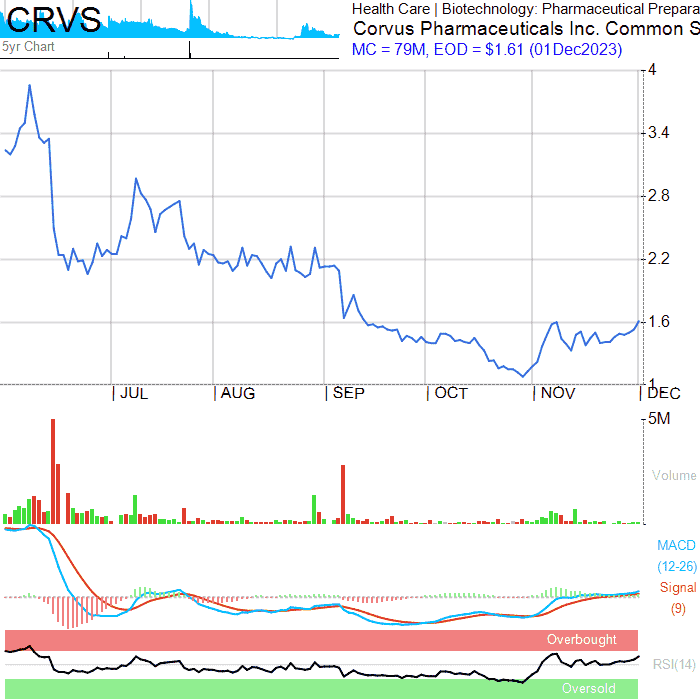 CRVS
5yr Chart
Health Care | Biotechnology: Pharmaceutical Prepara
Corvus Pharmaceuticals Inc. Common S
MC = 79M, EOD = $1.61 (01Dec2023)
4
3.4
2.8
2.2
1.6
1
| JUL | AUG | SEP | OCT | NOV | DEC
5M
Volume
MACD
(12-26)
Signal
(9)
Overbought
RSI(14)
Oversold